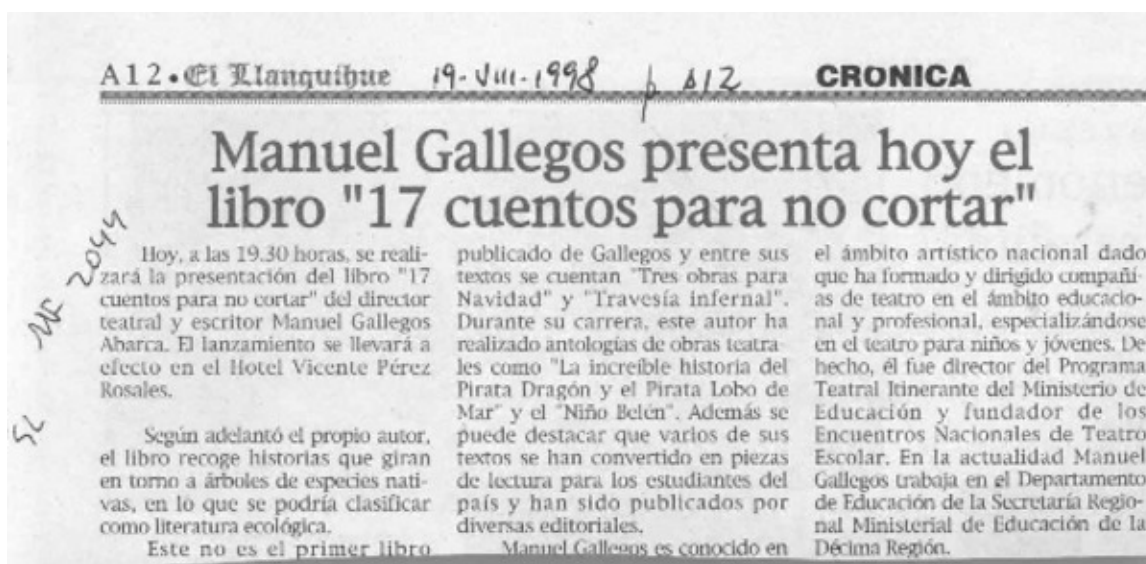 A12 • El Llanquihue 19-VIII-1998 p A12 CRONICA
Manuel Gallegos presenta hoy el
libro "17 cuentos para no cortar"
Hoy, a las 19.30 horas, se reali-
zará la presentación del libro "17
cuentos para no cortar" del director
teatral y escritor Manuel Gallegos
Abarca. El lanzamiento se llevará a
efecto en el Hotel Vicente Pérez
Rosales.
Según adelantó el propio autor,
el libro recoge historias que giran
en torno a árboles de especies nati-
vas, en lo que se podría clasificar
como literatura ecológica.
Este no es el primer libro
publicado de Gallegos y entre sus
textos se cuentan "Tres obras para
Navidad" y "Travesía infernal".
Durante su carrera, este autor ha
realizado antologías de obras teatra-
les como "La increíble historia del
Pirata Dragón y el Pirata Lobo de
Mar" y el "Niño Belén". Además se
puede destacar que varios de sus
textos se han convertido en piezas
de lectura para los estudiantes del
país y han sido publicados por
diversas editoriales.
Manuel Gallegos es conocido en
el ámbito artístico nacional dado
que ha formado y dirigido compañí-
as de teatro en el ámbito educacio-
nal y profesional, especializándose
en el teatro para niños y jóvenes. De
hecho, él fue director del Programa
Teatral Itinerante del Ministerio de
Educación y fundador de los
Encuentros Nacionales de Teatro
Escolar. En la actualidad Manuel
Gallegos trabaja en el Departamento
de Educación de la Secretaría Regio-
nal Ministerial de Educación de la
Décima Región.
2044